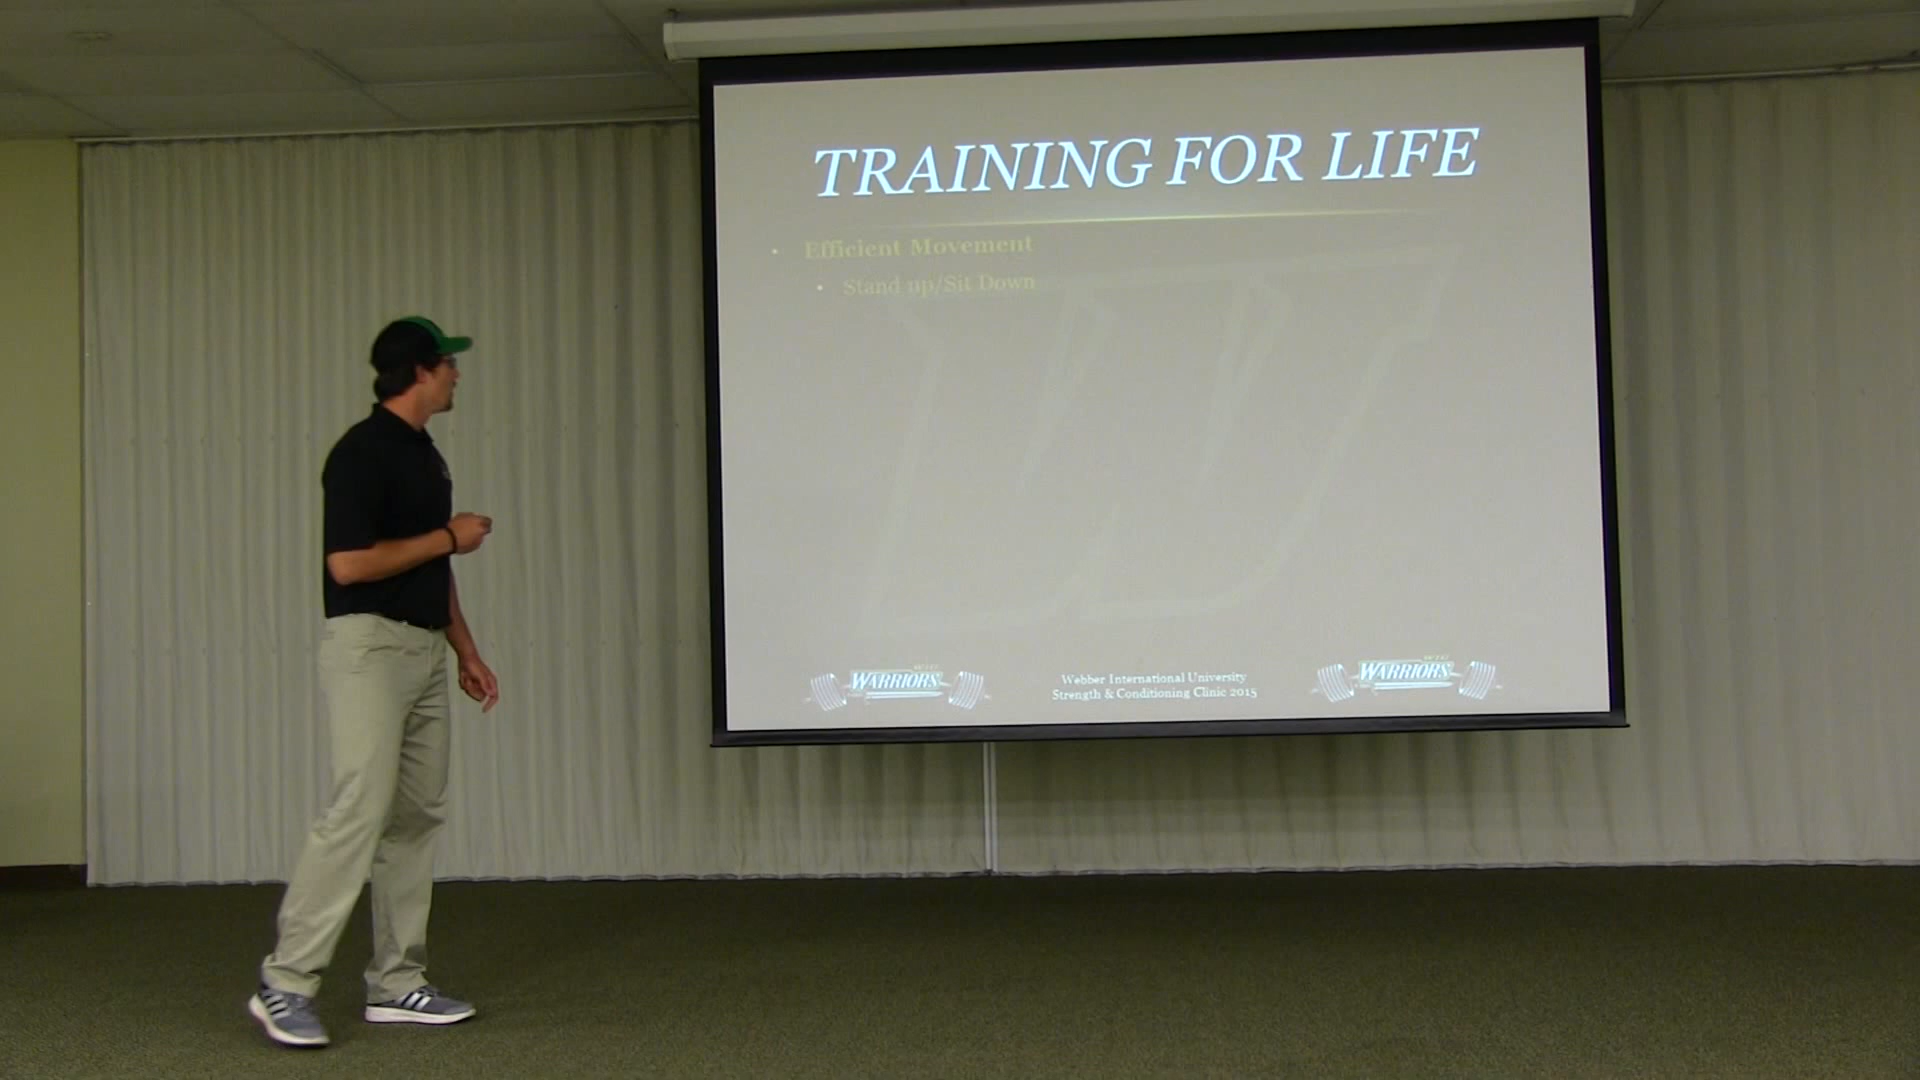 TRAINING FOR LIFE
• Efficient Movement
• Stand up/Sit Down
WARRIORS
Webber International University
Strength & Conditioning Clinic 2015
WARRIORS